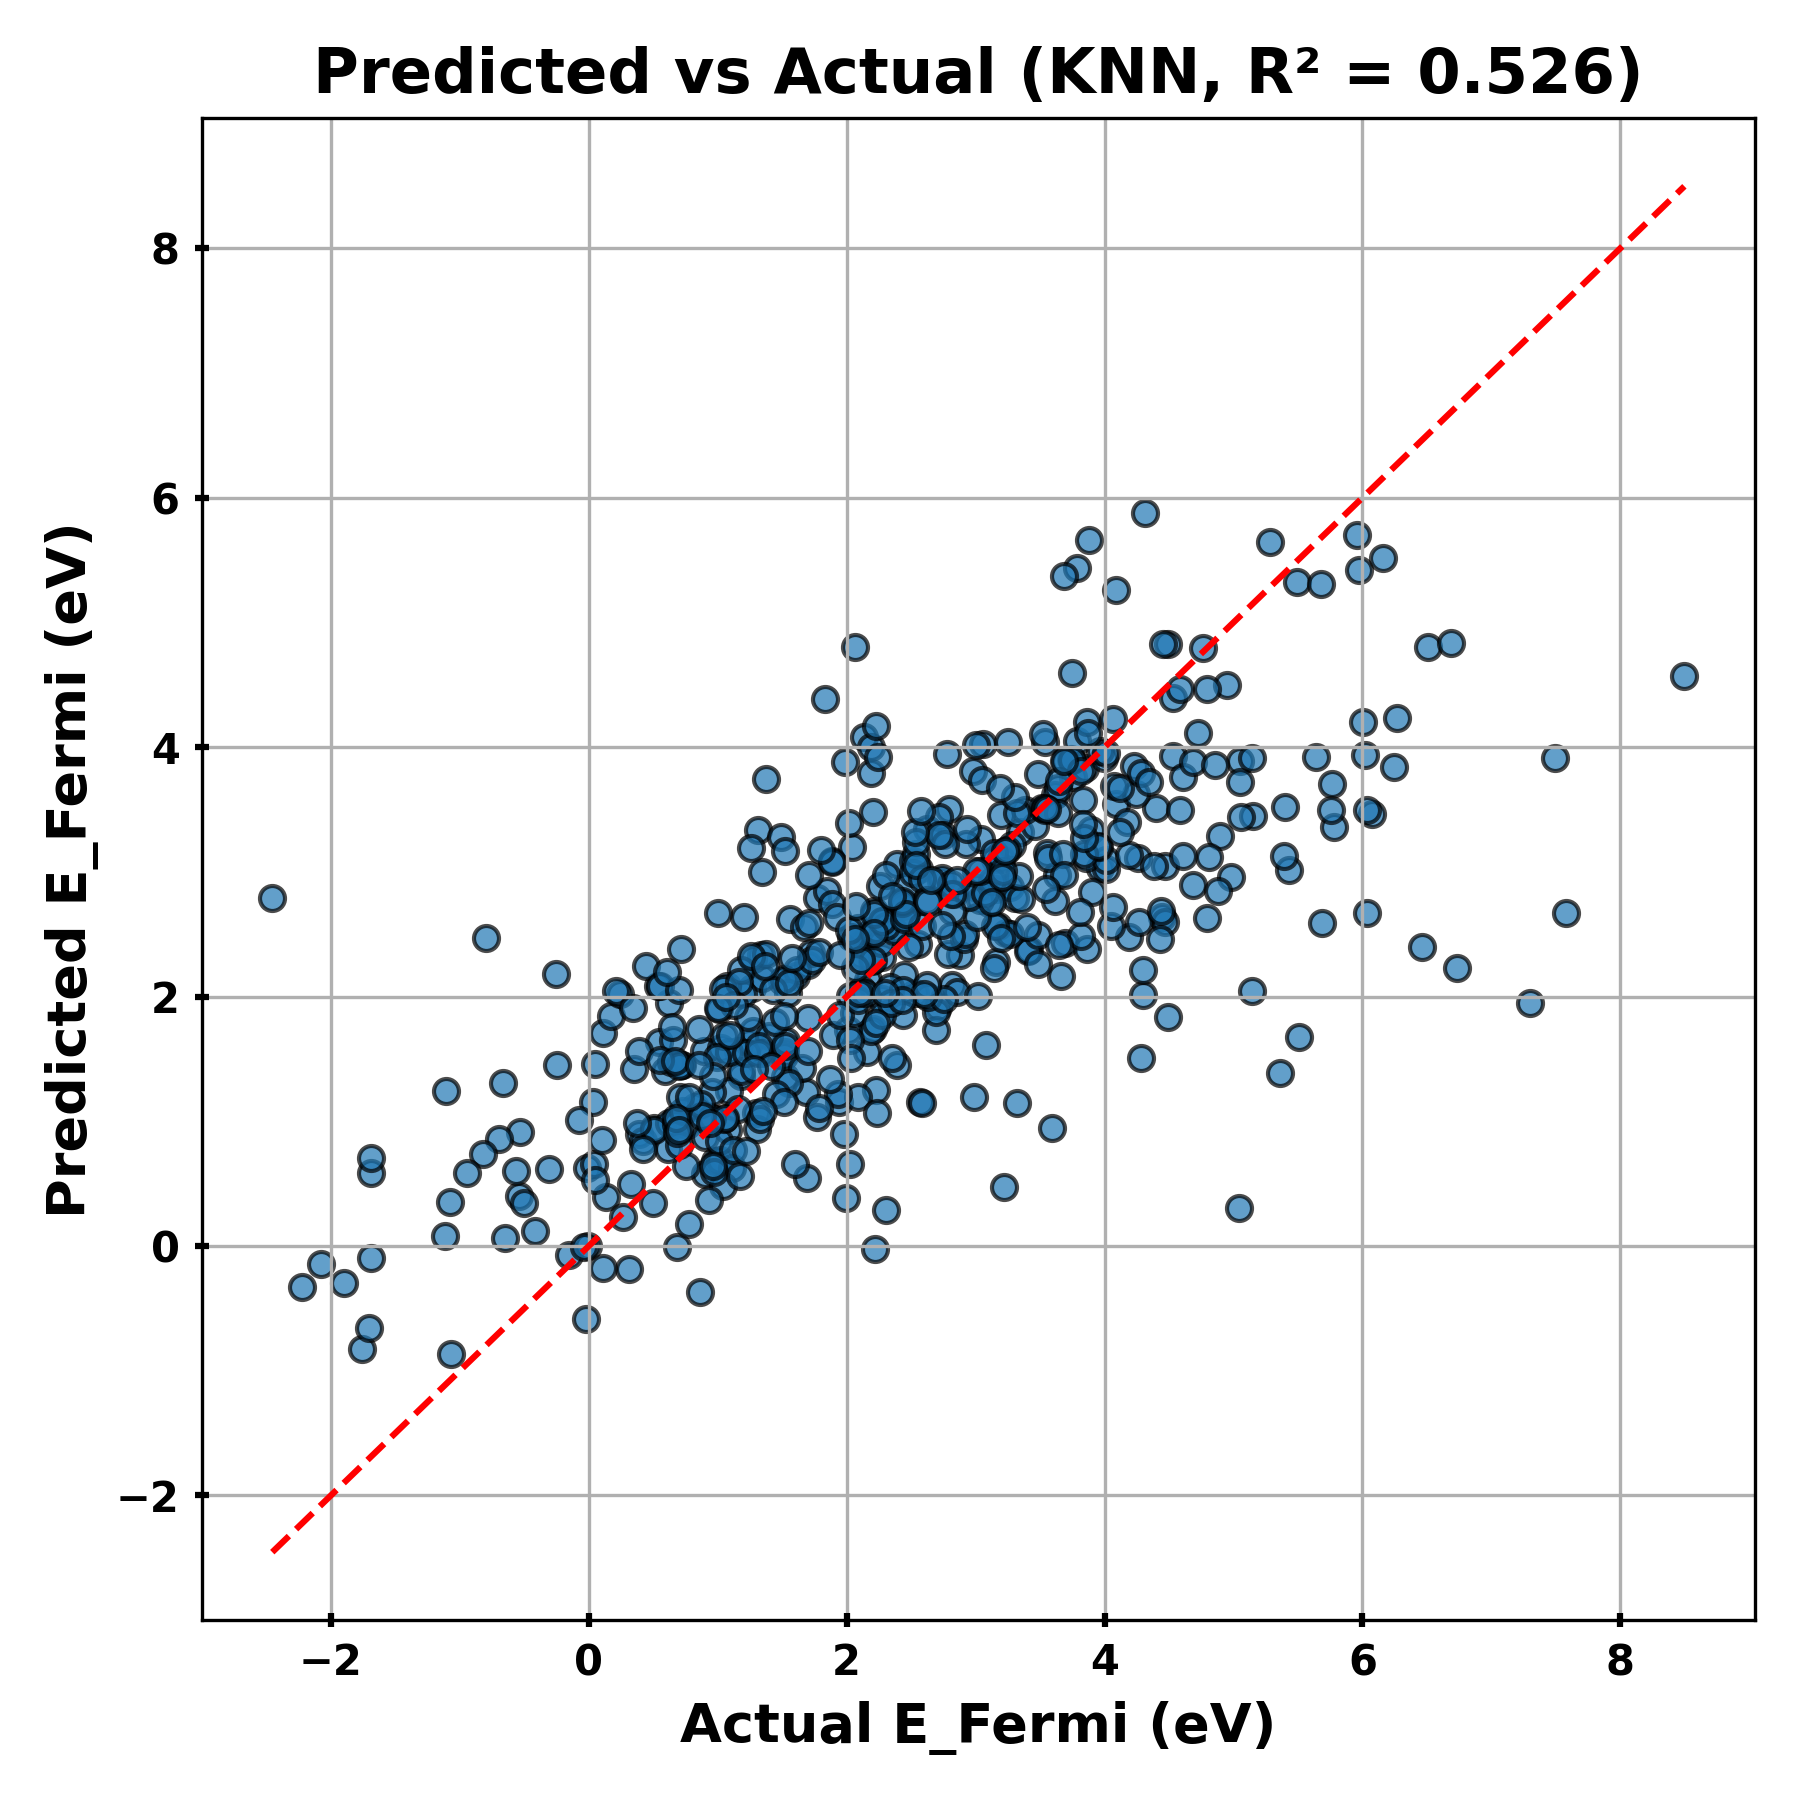 Predicted vs Actual (KNN, R² = 0.526)
8
6
4
2
0
−2
Predicted E_Fermi (eV)
−2 0 2 4 6 8
Actual E_Fermi (eV)